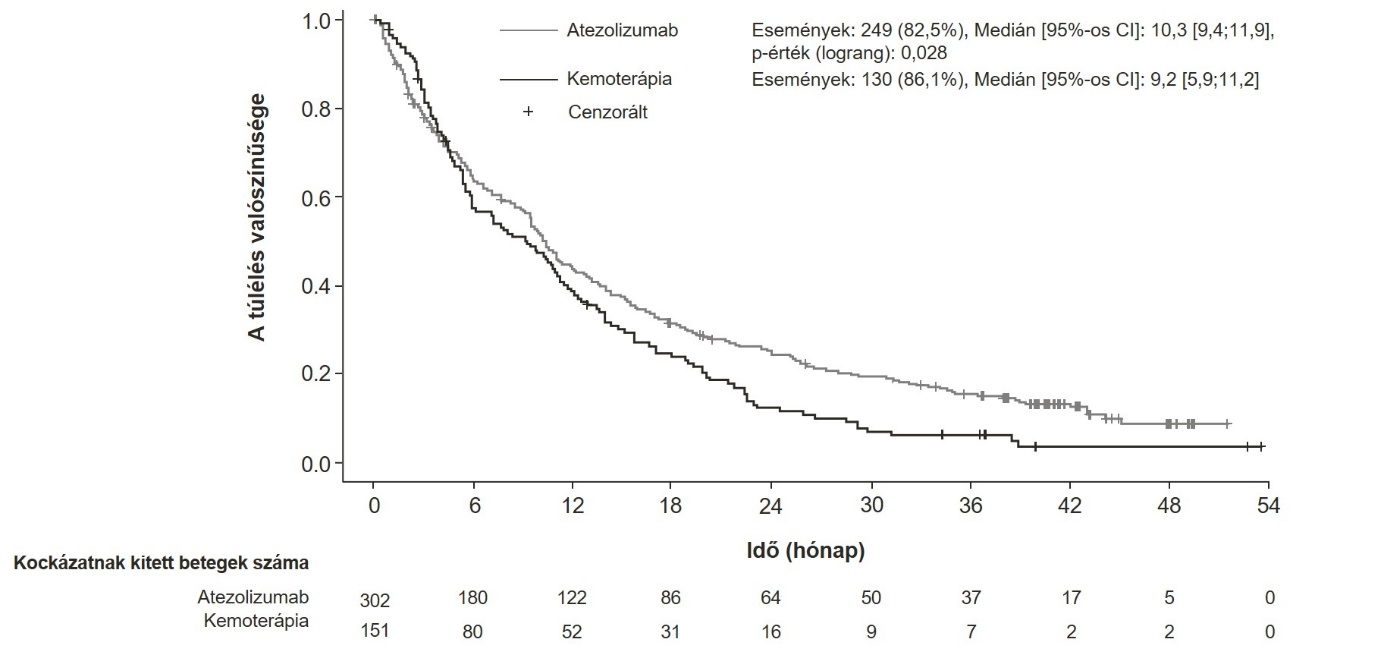 Atezolizumab
Események: 249 (82,5%), Medián [95%-os CI]: 10,3 [9,4;11,9],
p-érték (lograng): 0,028
Kemoterápia
Események: 130 (86,1%), Medián [95%-os CI]: 9,2 [5,9;11,2]
Cenzorált
A túlélés valószínűsége
1.0
0.8
0.6
0.4
0.2
0.0
0 6 12 18 24 30 36 42 48 54
Idő (hónap)
Kockázatnak kitett betegek száma
Atezolizumab 302 180 122 86 64 50 37 17 5 0
Kemoterápia 151 80 52 31 16 9 7 2 2 0